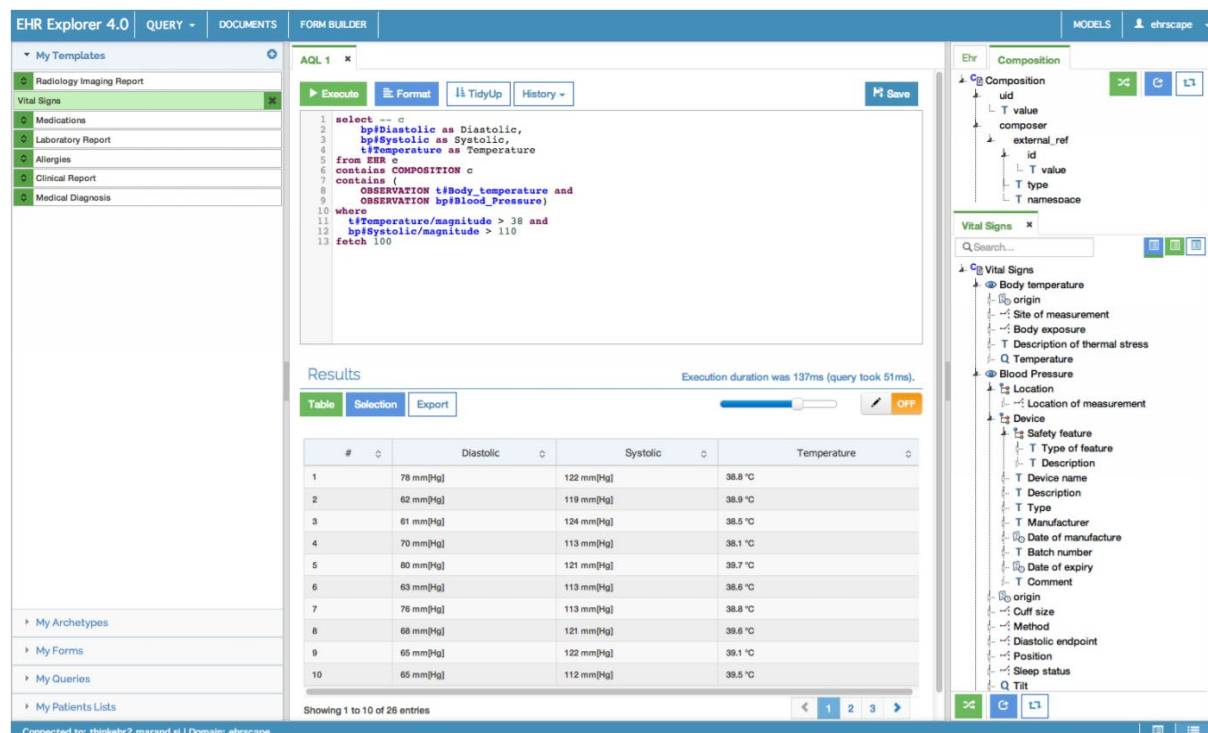 EHR Explorer 4.0 QUERY DOCUMENTS FORM BUILDER MODELS ehrscape
My Templates
Radiology Imaging Report
Vital Signs
Medications
Laboratory Report
Allergies
Clinical Report
Medical Diagnosis
My Archetypes
My Forms
My Queries
My Patients Lists
AQL 1 ×
Execute Format TidyUp History Save
1 select -- c
2 bp#Diastolic as Diastolic,
3 bp#Systolic as Systolic,
4 t#Temperature as Temperature
5 from EHR e
6 contains COMPOSITION c
7 contains (
8 OBSERVATION t#Body_temperature and
9 OBSERVATION bp#Blood_Pressure)
10 where
11 t#Temperature/magnitude > 38 and
12 bp#Systolic/magnitude > 110
13 fetch 100
Results Execution duration was 137ms (query took 51ms).
Table Selection Export OFF
# Diastolic Systolic Temperature
1 78 mm[Hg] 122 mm[Hg] 38.8 °C
2 62 mm[Hg] 119 mm[Hg] 38.9 °C
3 61 mm[Hg] 124 mm[Hg] 38.5 °C
4 70 mm[Hg] 113 mm[Hg] 38.1 °C
5 80 mm[Hg] 121 mm[Hg] 39.7 °C
6 63 mm[Hg] 113 mm[Hg] 38.6 °C
7 76 mm[Hg] 113 mm[Hg] 38.8 °C
8 68 mm[Hg] 121 mm[Hg] 39.6 °C
9 65 mm[Hg] 122 mm[Hg] 39.1 °C
10 65 mm[Hg] 112 mm[Hg] 39.5 °C
Showing 1 to 10 of 26 entries 1 2 3
Ehr Composition
Composition
uid
T value
composer
external_ref
id
T value
T type
T namespace
Vital Signs ×
Search...
Vital Signs
Body temperature
origin
Site of measurement
Body exposure
T Description of thermal stress
Q Temperature
Blood Pressure
Location
Location of measurement
Device
Safety feature
T Type of feature
T Description
T Device name
T Description
T Type
T Manufacturer
Date of manufacture
T Batch number
Date of expiry
T Comment
origin
Cuff size
Method
Diastolic endpoint
Position
Sleep status
Q Tilt
Connected to: thinkehr2.marand.si | Domain: ehrscape